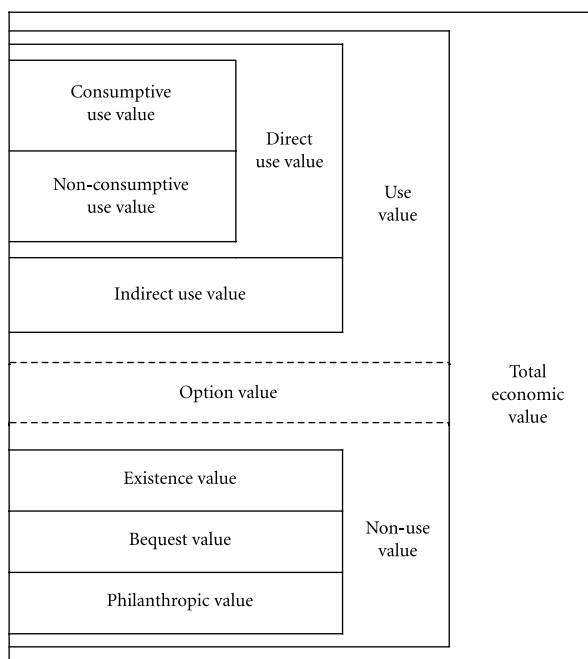 Consumptive
use value
Direct
use value
Non-consumptive
use value
Use
value
Indirect use value
Option value
Total
economic
value
Existence value
Bequest value
Non-use
value
Philanthropic value